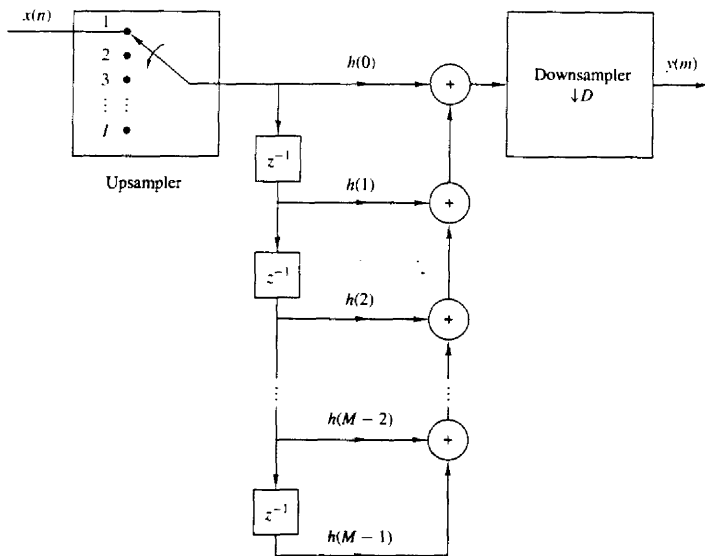 x(n)
1
2
3
⋮ ⋮
I
Upsampler
h(0)
+
Downsampler
↓D
y(m)
z⁻¹
h(1)
+
z⁻¹
h(2)
+
⋮
⋮
h(M − 2)
+
z⁻¹
h(M − 1)